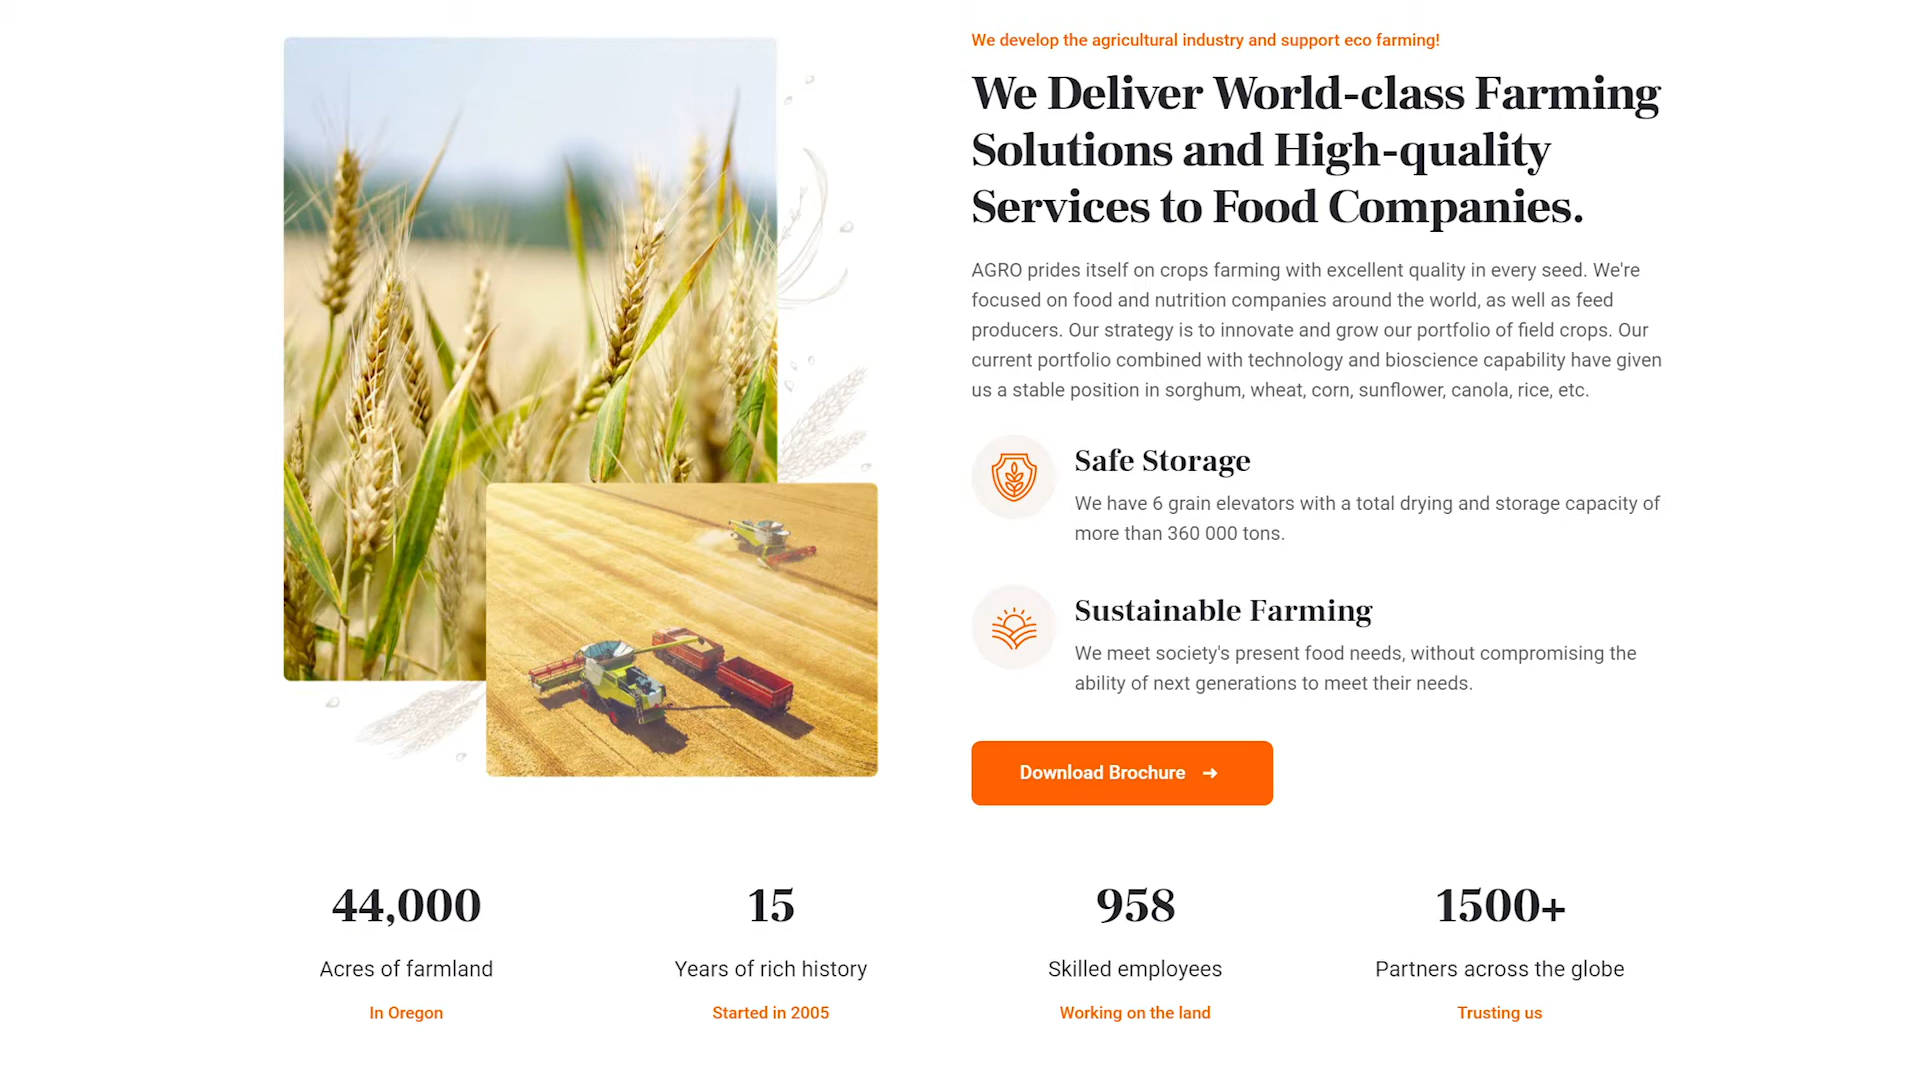 We develop the agricultural industry and support eco farming!
We Deliver World-class Farming
Solutions and High-quality
Services to Food Companies.
AGRO prides itself on crops farming with excellent quality in every seed. We're
focused on food and nutrition companies around the world, as well as feed
producers. Our strategy is to innovate and grow our portfolio of field crops. Our
current portfolio combined with technology and bioscience capability have given
us a stable position in sorghum, wheat, corn, sunflower, canola, rice, etc.
Safe Storage
We have 6 grain elevators with a total drying and storage capacity of
more than 360 000 tons.
Sustainable Farming
We meet society's present food needs, without compromising the
ability of next generations to meet their needs.
Download Brochure ➜
44,000
Acres of farmland
In Oregon
15
Years of rich history
Started in 2005
958
Skilled employees
Working on the land
1500+
Partners across the globe
Trusting us